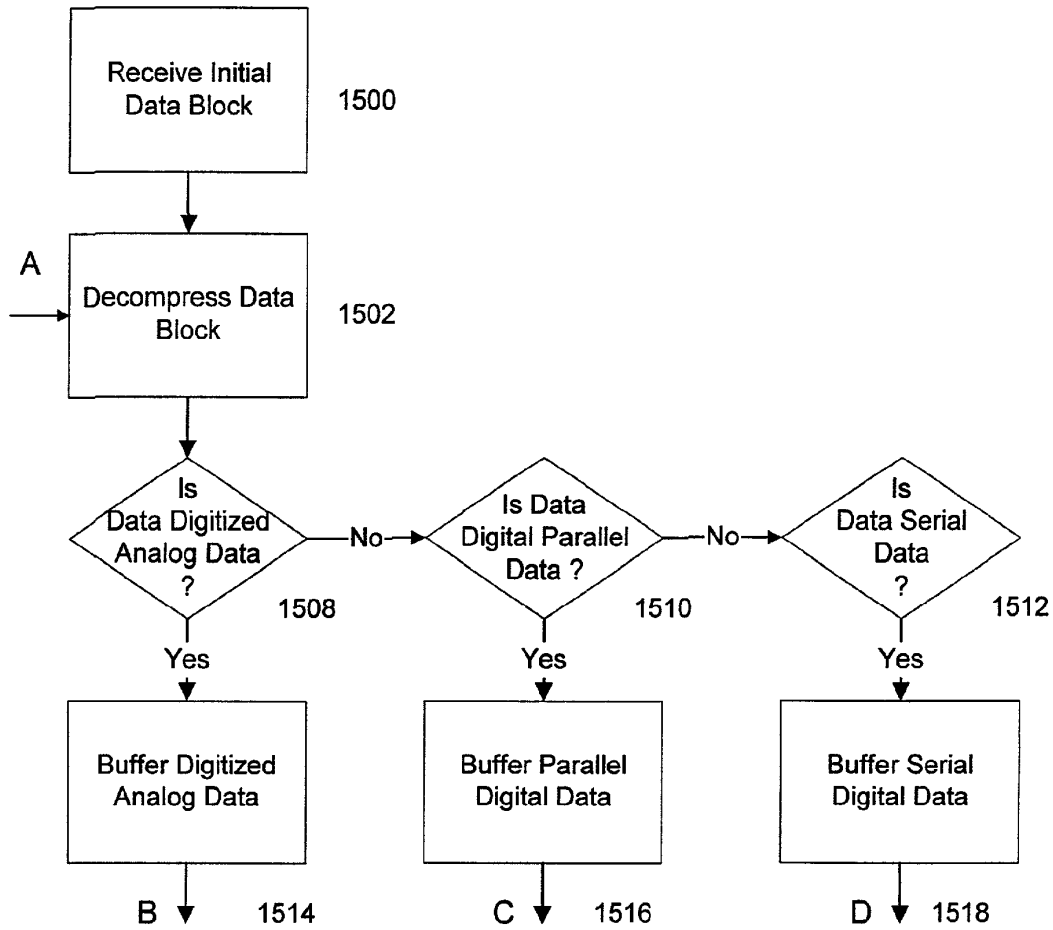 Receive Initial
Data Block
1500
A
Decompress Data
Block
1502
Is
Data Digitized
Analog Data
?
1508
No
Is Data
Digital Parallel
Data ?
1510
No
Is
Data Serial
Data
?
1512
Yes
Yes
Yes
Buffer Digitized
Analog Data
Buffer Parallel
Digital Data
Buffer Serial
Digital Data
B
1514
C
1516
D
1518